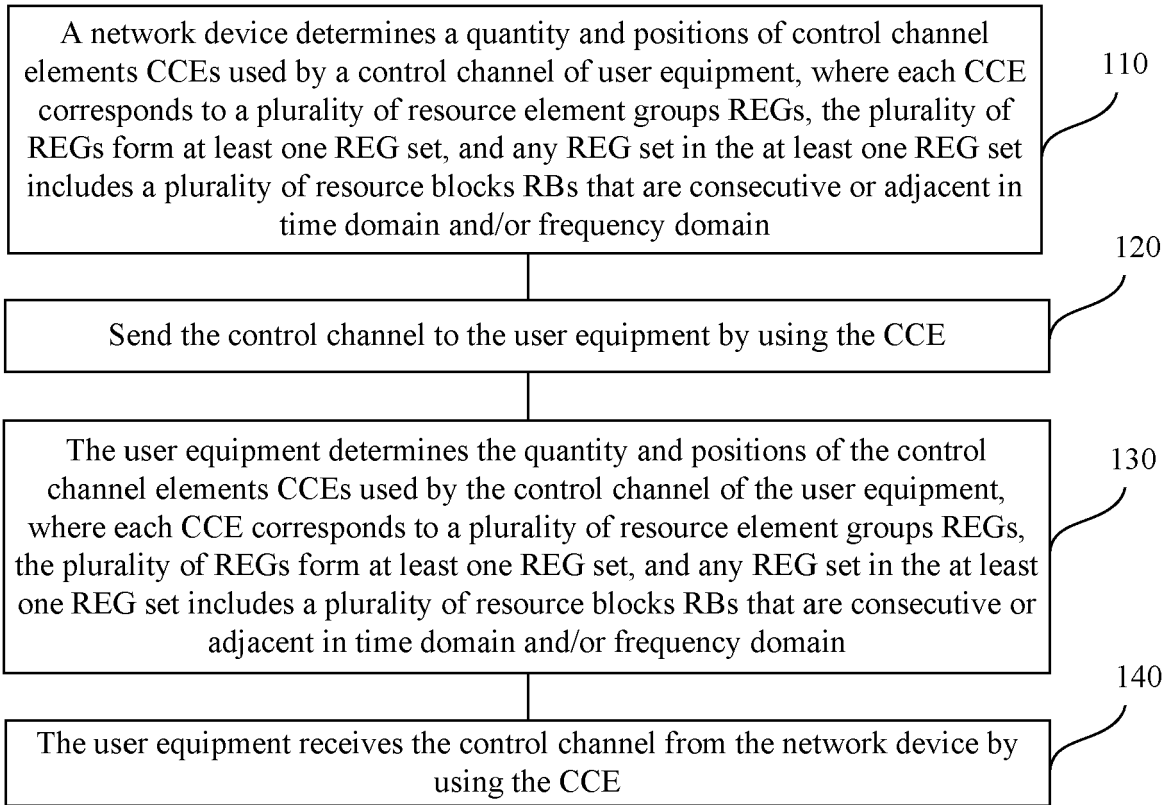 A network device determines a quantity and positions of control channel
elements CCEs used by a control channel of user equipment, where each CCE
corresponds to a plurality of resource element groups REGs, the plurality of
REGs form at least one REG set, and any REG set in the at least one REG set
includes a plurality of resource blocks RBs that are consecutive or adjacent in
time domain and/or frequency domain
110
120
Send the control channel to the user equipment by using the CCE
The user equipment determines the quantity and positions of the control
channel elements CCEs used by the control channel of the user equipment,
where each CCE corresponds to a plurality of resource element groups REGs,
the plurality of REGs form at least one REG set, and any REG set in the at least
one REG set includes a plurality of resource blocks RBs that are consecutive or
adjacent in time domain and/or frequency domain
130
140
The user equipment receives the control channel from the network device by
using the CCE